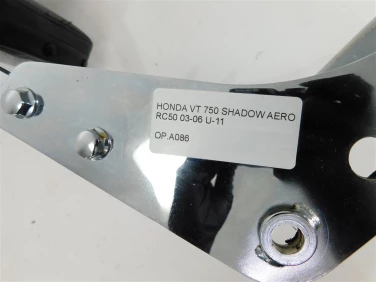 HONDA VT 750 SHADOW AERO
RC50 03-06 U-11
OP.A086